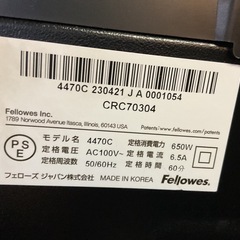 4470C 230421 J A 0001054
CRC70304
Fellowes Inc.
1789 Norwood Avenue Itasca, Illinois, 60143 USA
Patents/www.fellowes.com
PSE
モデル名 4470C 定格消費電力 650W
定格電圧 AC100V~ 定格電流 6.5A
定格周波数 50/60Hz 定格時間 60分
フェローズ ジャパン株式会社 MADE IN KOREA Fellowes.